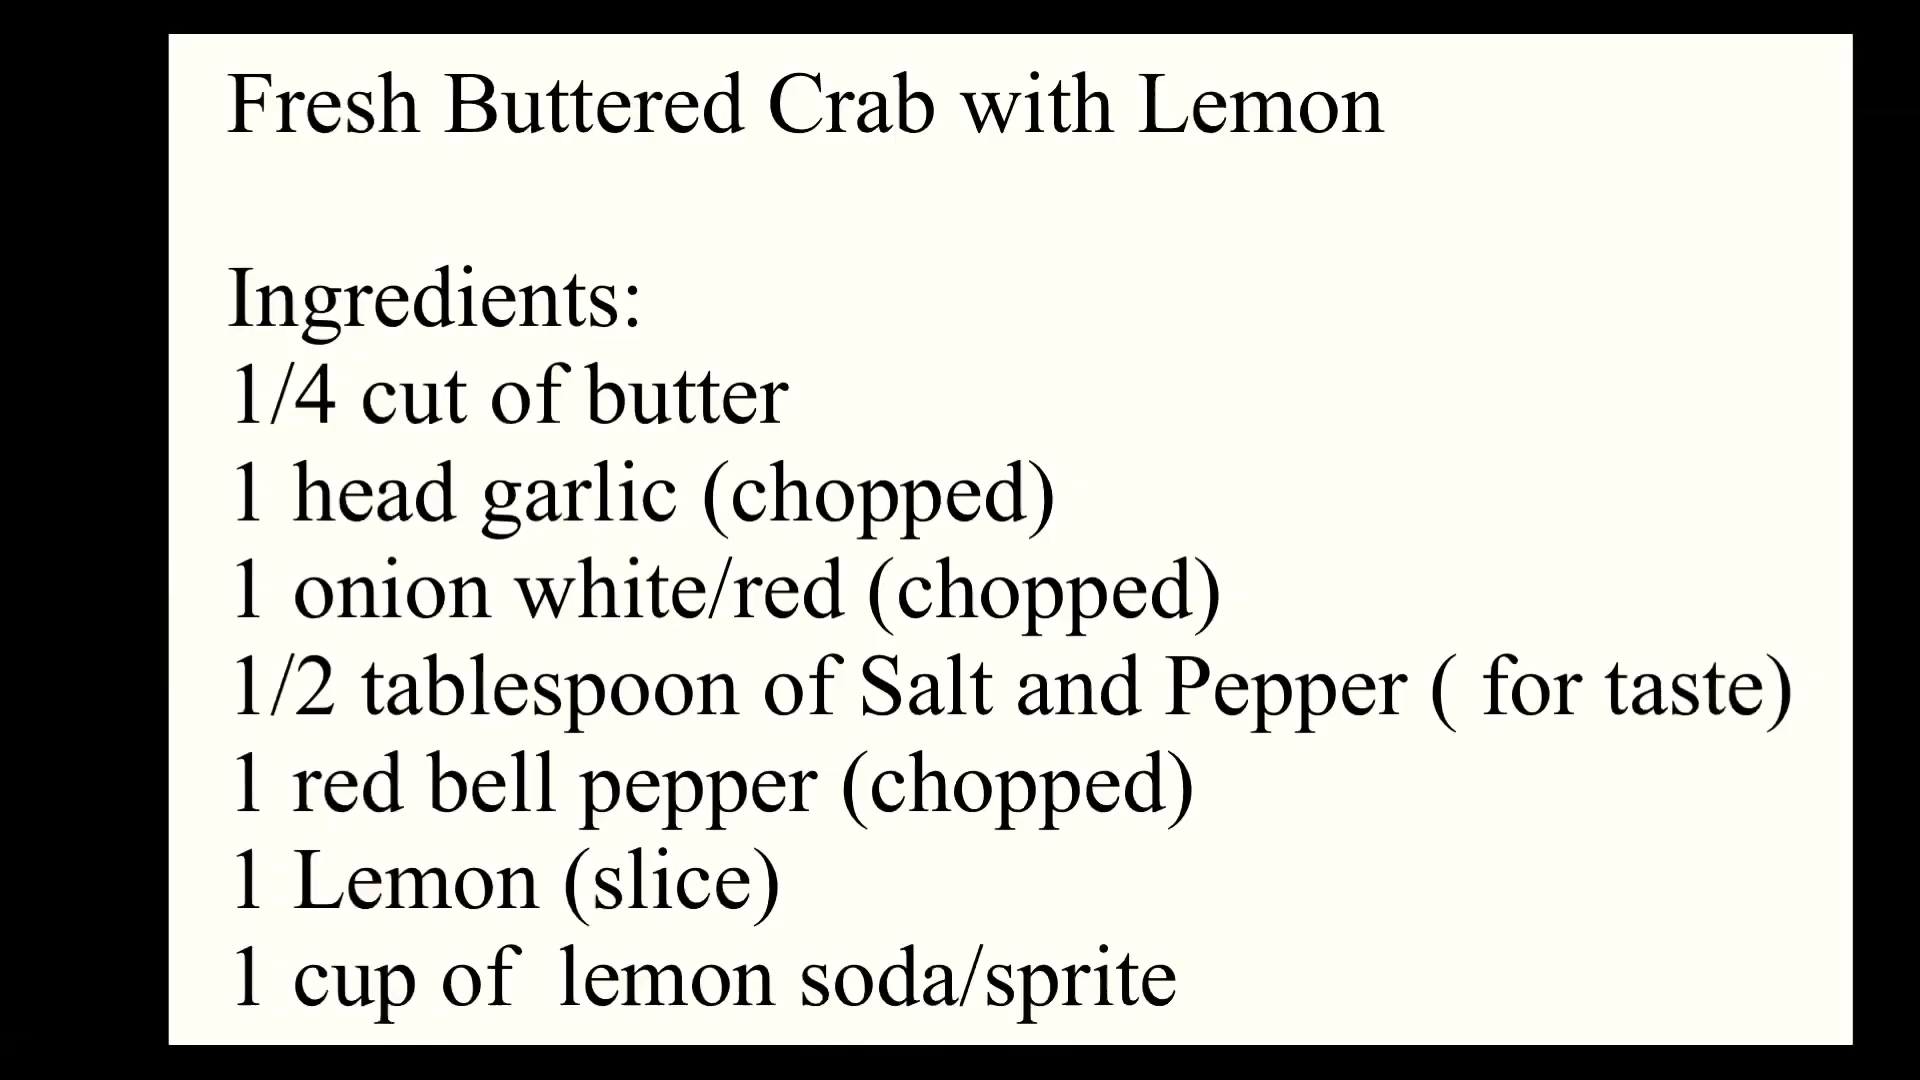 Fresh Buttered Crab with Lemon
Ingredients:
1/4 cut of butter
1 head garlic (chopped)
1 onion white/red (chopped)
1/2 tablespoon of Salt and Pepper ( for taste)
1 red bell pepper (chopped)
1 Lemon (slice)
1 cup of  lemon soda/sprite